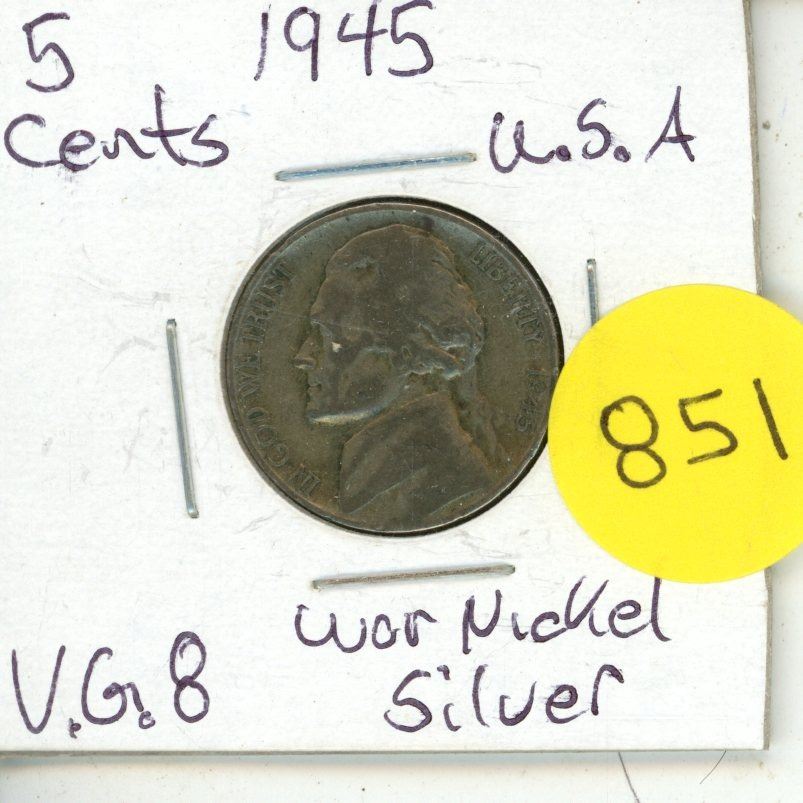 5 1945
Cents U.S.A
IN GOD WE TRUST LIBERTY 1945
851
War Nickel
V.G. 8 Silver